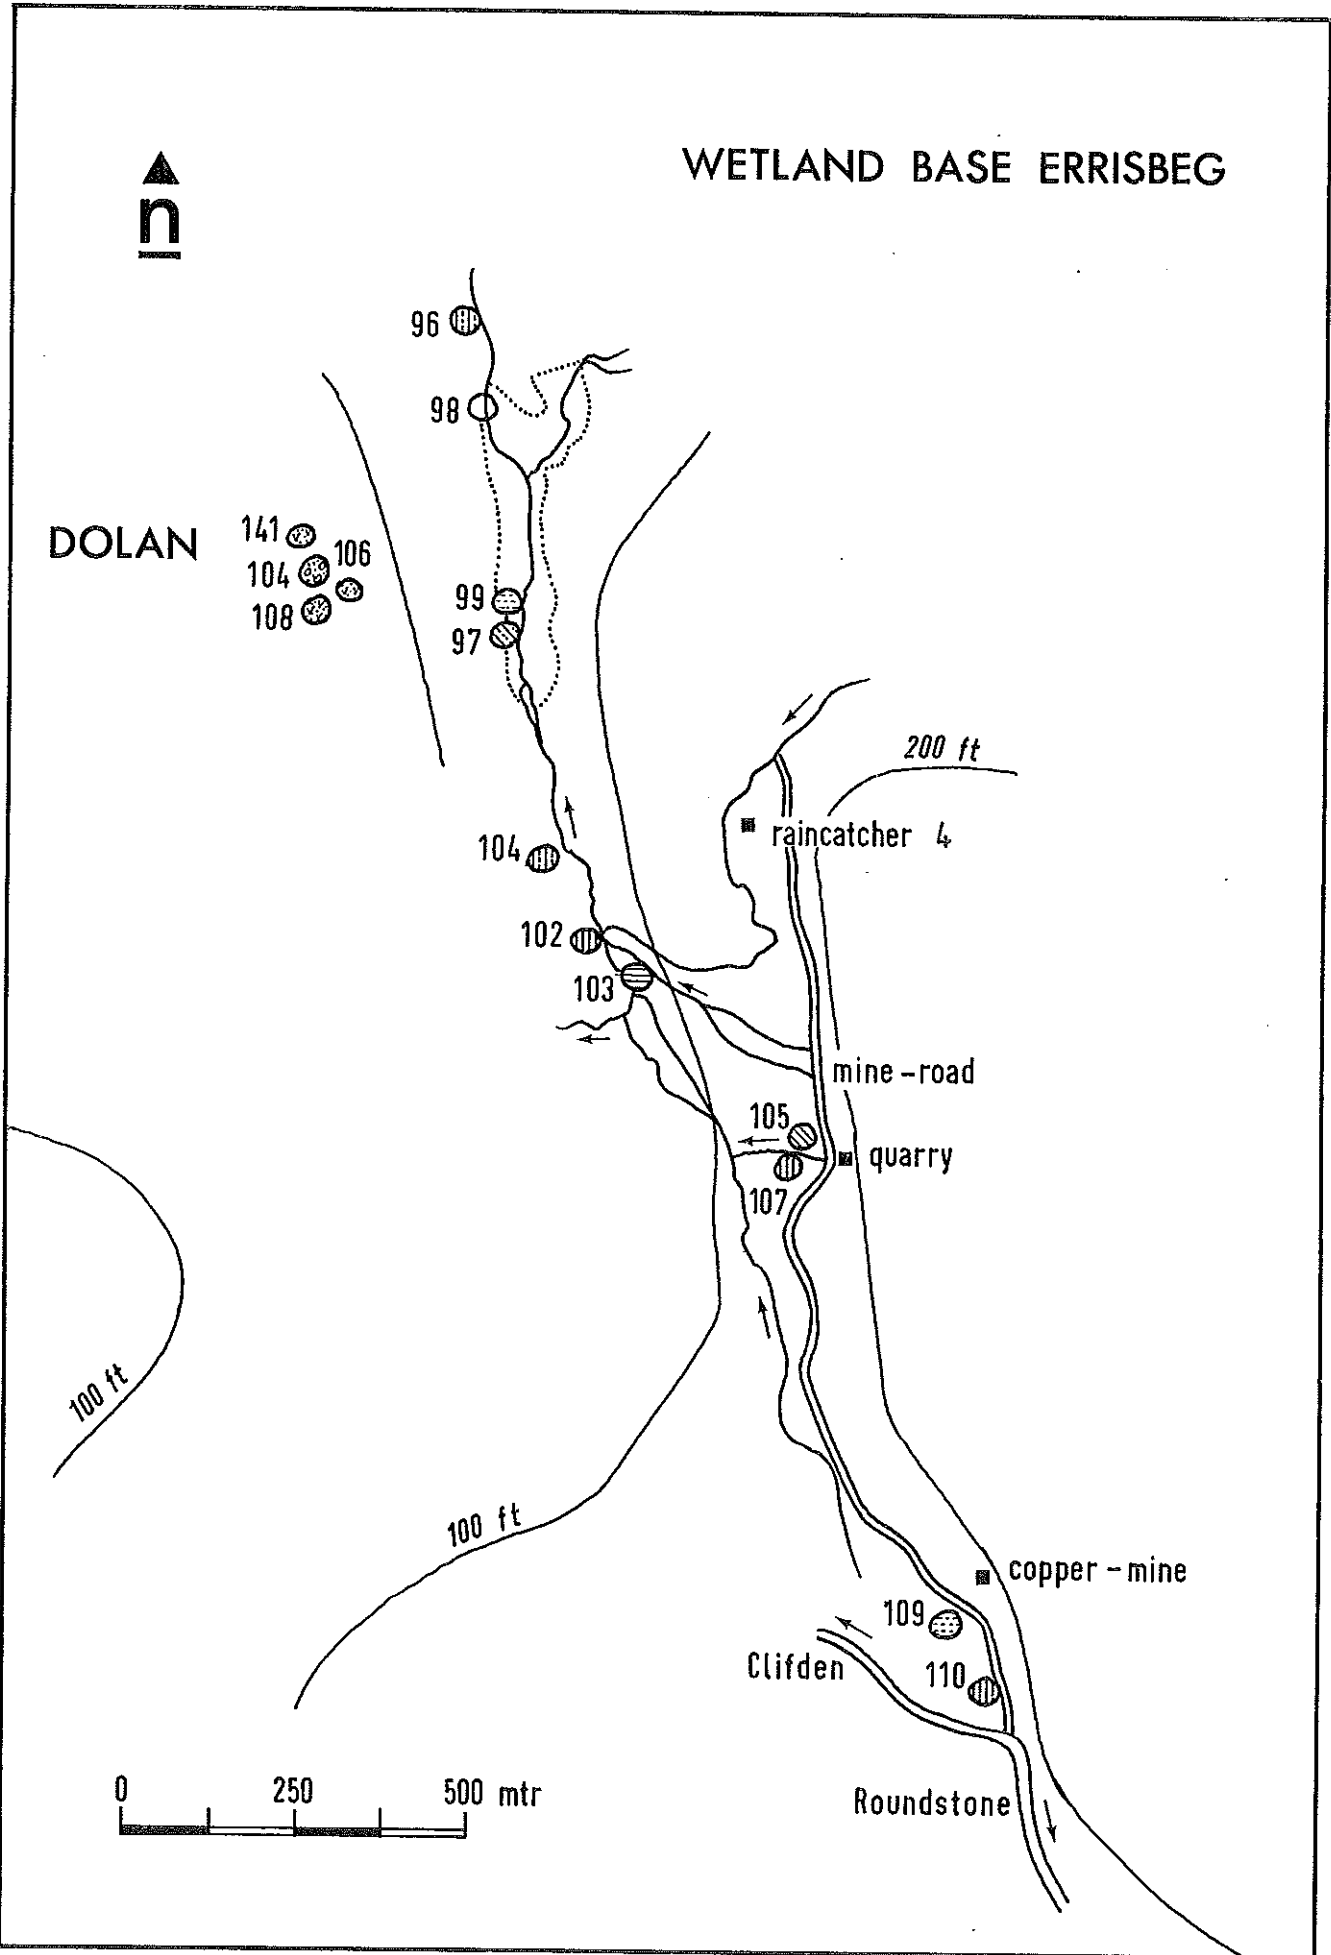 WETLAND BASE ERRISBEG
n
96
98
DOLAN
141
106
104
108
99
97
200 ft
raincatcher 4
104
102
103
mine-road
105
quarry
107
100 ft
100 ft
copper-mine
109
Clifden
110
0 250 500 mtr
Roundstone